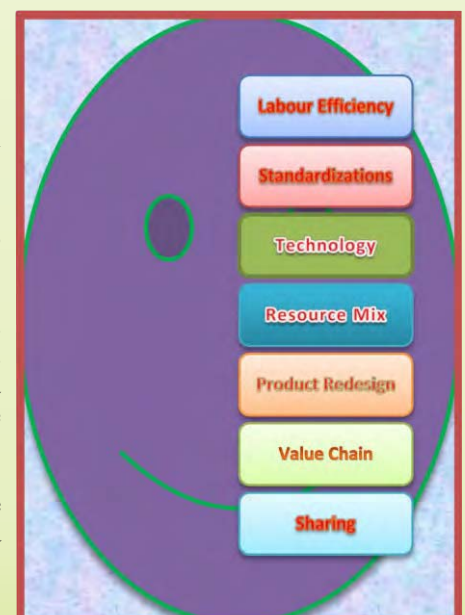 Labour Efficiency
Standardizations
Technology
Resource Mix
Product Redesign
Value Chain
Sharing